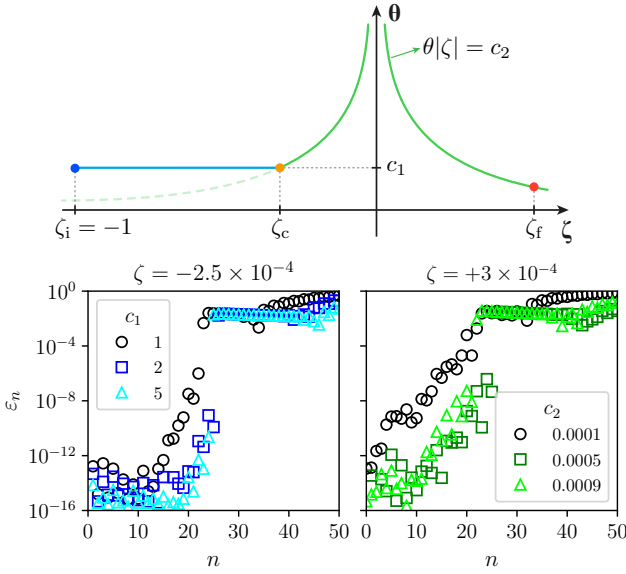 θ
θ|ζ| = c₂
c₁
ζᵢ = −1
ζ_c
ζ_f
ζ
ζ = −2.5 × 10⁻⁴
ζ = +3 × 10⁻⁴
10⁰
10⁻⁴
10⁻⁸
10⁻¹²
10⁻¹⁶
εₙ
c₁
1
2
5
c₂
0.0001
0.0005
0.0009
0 10 20 30 40 50
0 10 20 30 40 50
n
n